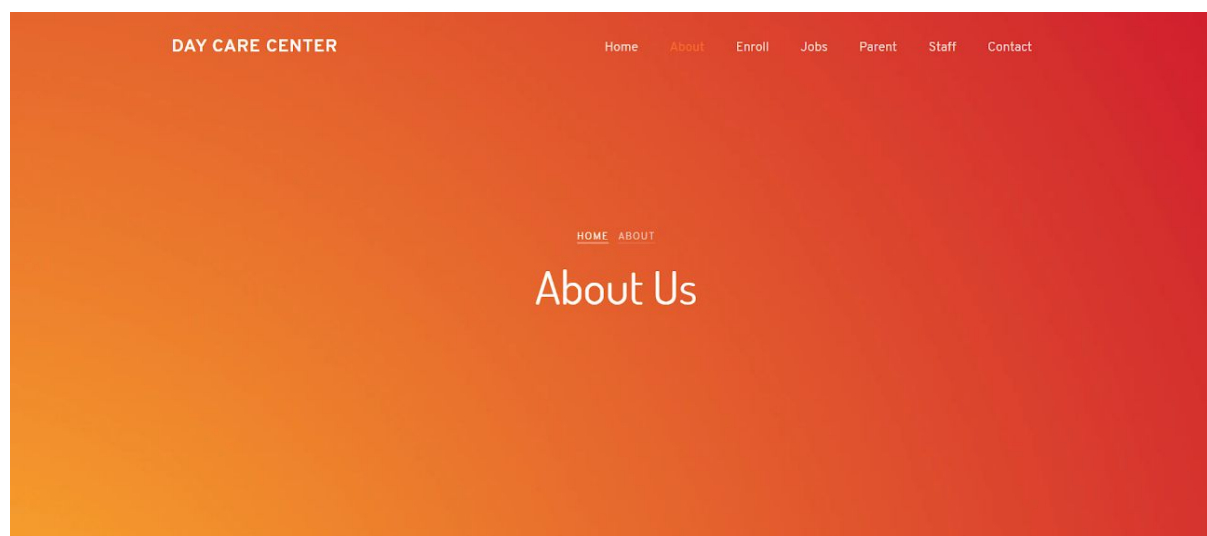 DAY CARE CENTER
Home About Enroll Jobs Parent Staff Contact
HOME ABOUT
About Us